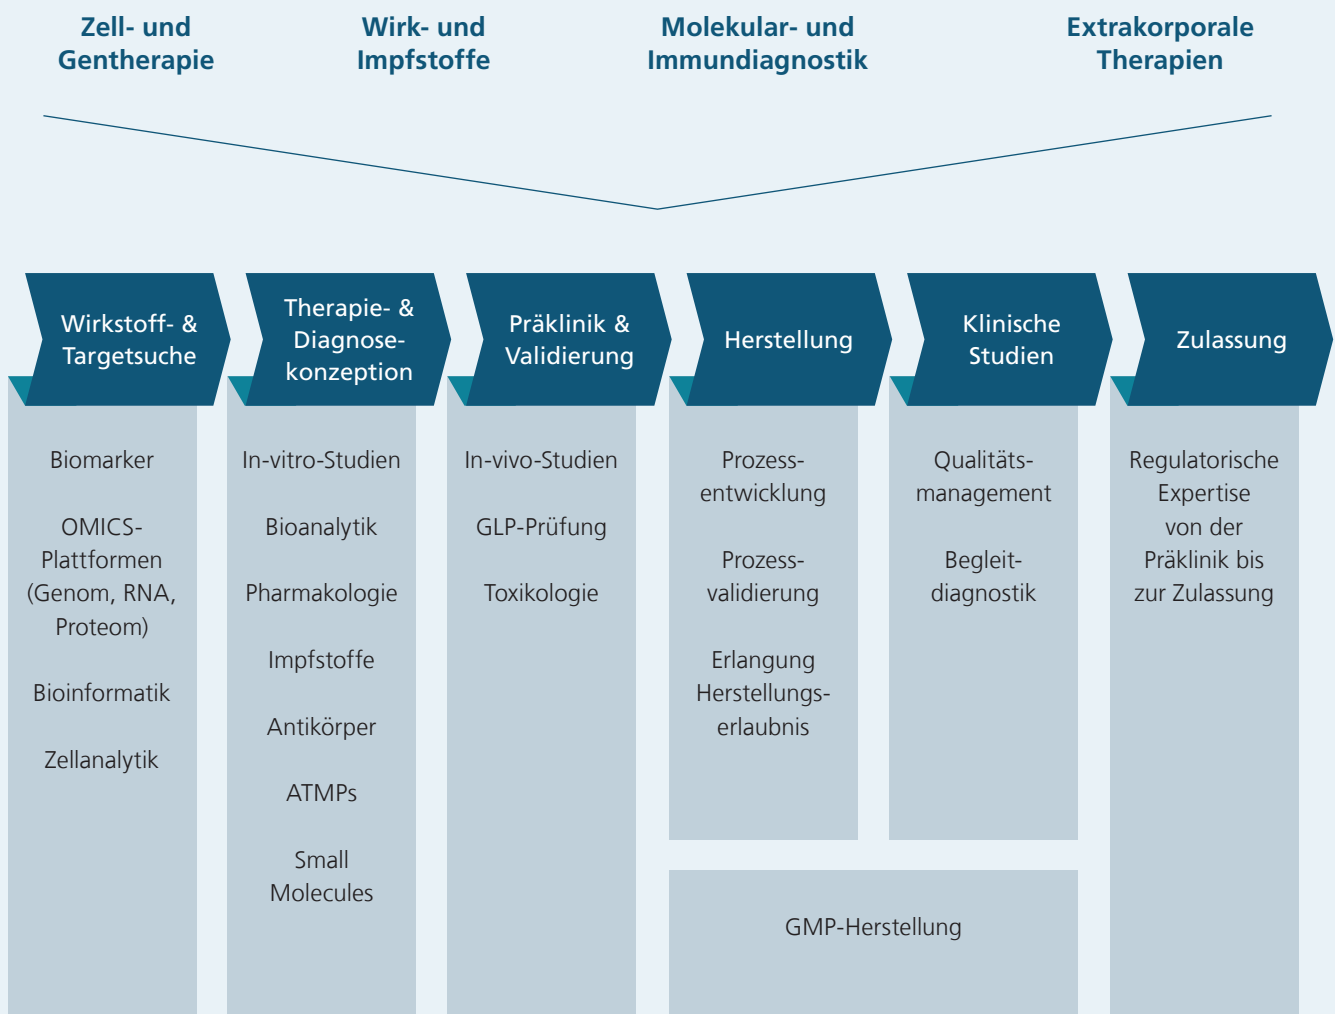 Zell- und
Gentherapie
Wirk- und
Impfstoffe
Molekular- und
Immundiagnostik
Extrakorporale
Therapien
Wirkstoff- &
Targetsuche
Therapie- &
Diagnose-
konzeption
Präklinik &
Validierung
Herstellung
Klinische
Studien
Zulassung
Biomarker
OMICS-
Plattformen
(Genom, RNA,
Proteom)
Bioinformatik
Zellanalytik
In-vitro-Studien
Bioanalytik
Pharmakologie
Impfstoffe
Antikörper
ATMPs
Small
Molecules
In-vivo-Studien
GLP-Prüfung
Toxikologie
Prozess-
entwicklung
Prozess-
validierung
Erlangung
Herstellungs-
erlaubnis
Qualitäts-
management
Begleit-
diagnostik
GMP-Herstellung
Regulatorische
Expertise
von der
Präklinik bis
zur Zulassung